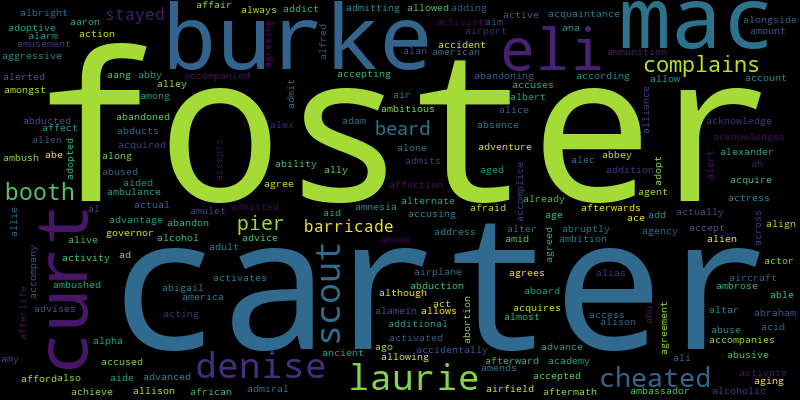 albright affair always addict admitting allowed adding activist aim active acquaintance alongside
adoptive aaron stayed burke alfred agreeing eli mac ana amount
alarm action alan american airport
amusement accident ammunition
aggressive complains
alerted aang abby accompanied accepting abandoning according allow account
amongst among alley admit air accuses
abducted abandoned ambitious albert alliance acknowledge
affect abducts alex adam beard absence alice acknowledges
allen acquired alone adventure
ambush abe along accepts admits alec abbey alert alexander ah
adopted abused ability ally aged addition adopt acquire
foster
booth aided ambulance agree affection accomplice already agent actress
actual amulet admitted amnesia alternate afraid age afterwards
allie al advantage abandon pier aid accusing alter ace add actually across align
curt governor alcohol advice barricade address agreed abruptly agency accept alien
alive adult ahead amid ambition actor
accompany activity ad activates scout airplane agrees alias aircraft
ambushed abigail although abduction aboard ambrose able
afterlife america act abortion
advises acting alamein allows acquires access abu altar abraham
alpha additional almost alison agreement abuse acid
carter
activated accompanies
amy accused ago allowing accidentally advance ali abusive
ancient afterward academy
afford also aide advanced denise laurie amends accepted cheated activate
aging
achieve allison african admiral airfield aftermath ambassador alcoholic